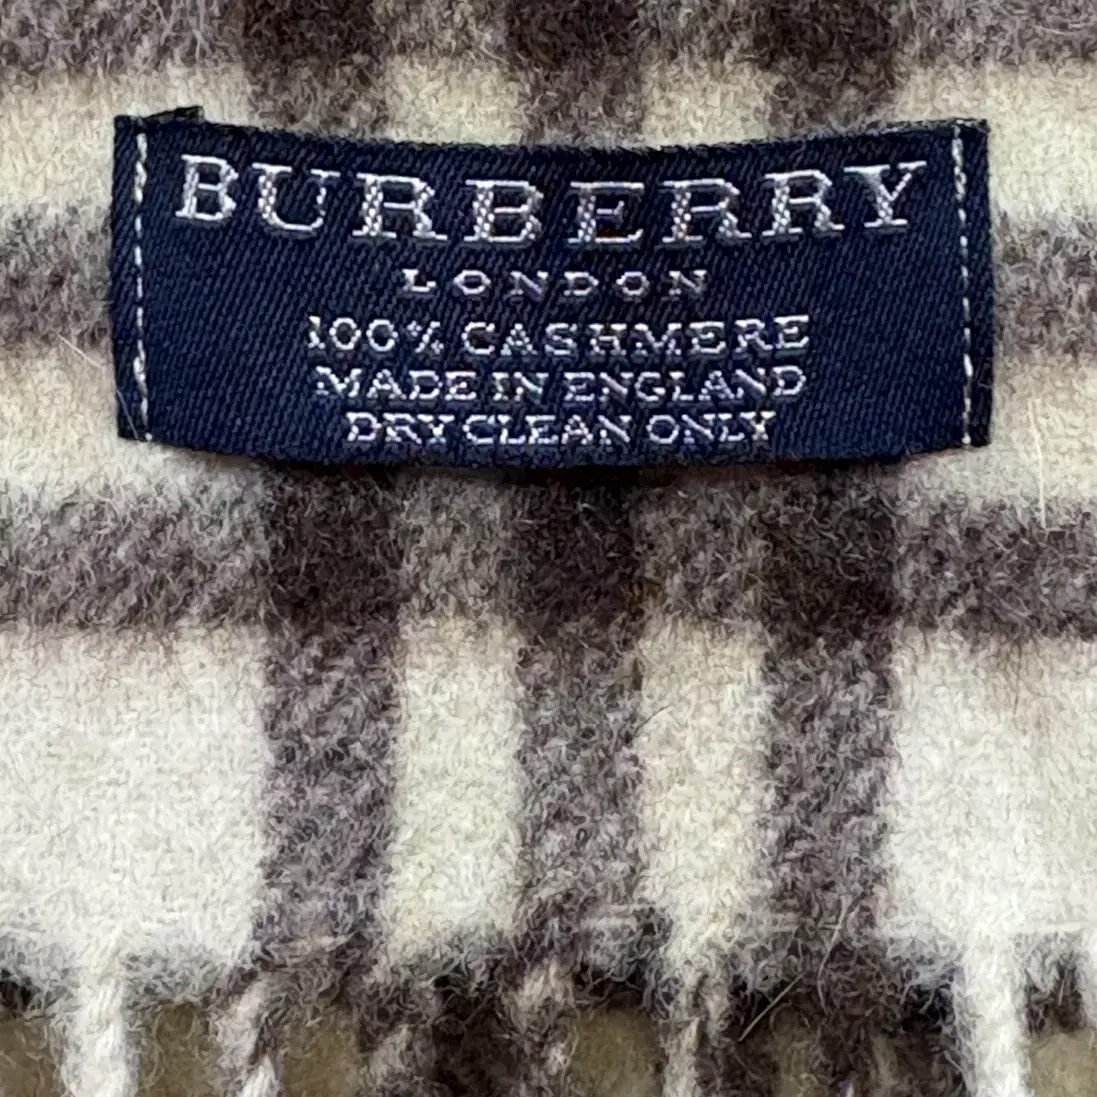 BURBERRY
LONDON
100% CASHMERE
MADE IN ENGLAND
DRY CLEAN ONLY